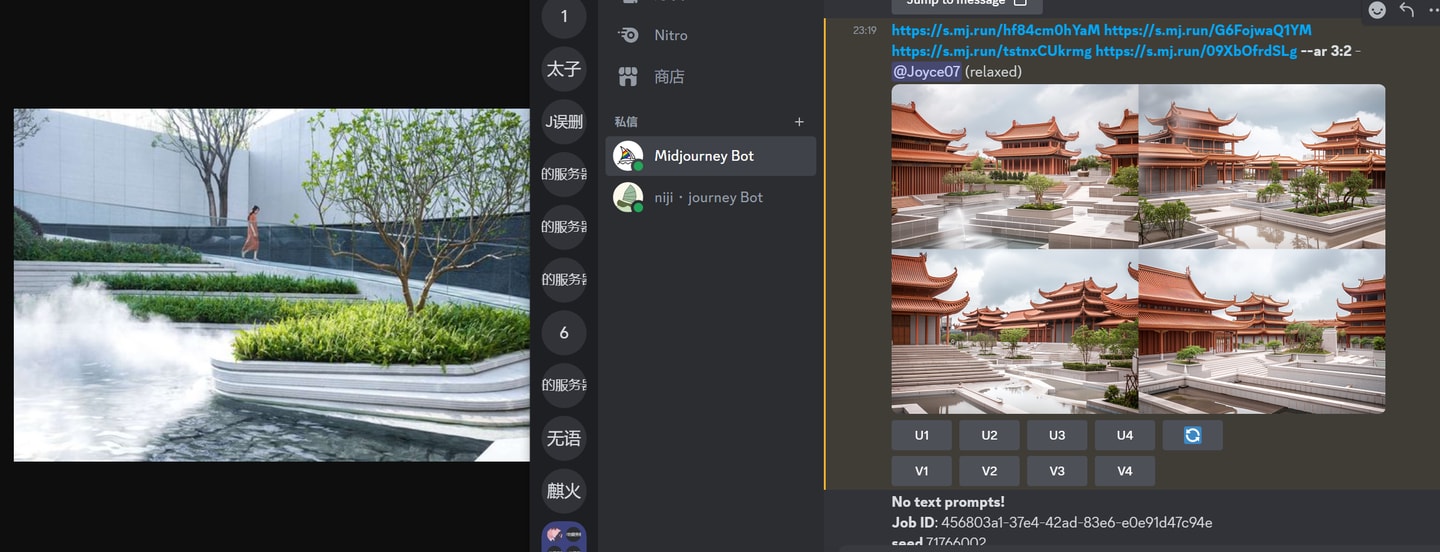 1
太子
J误删
的服务器
的服务器
的服务器
6
的服务器
无语
麒火
Nitro
商店
私信
Midjourney Bot
niji・journey Bot
Jump to message
23:19
https://s.mj.run/hf84cm0hYaM https://s.mj.run/G6FojwaQ1YM
https://s.mj.run/tstnxCUkrmg https://s.mj.run/09XbOfrdSLg --ar 3:2 -
@Joyce07 (relaxed)
U1 U2 U3 U4
V1 V2 V3 V4
No text prompts!
Job ID: 456803a1-37e4-42ad-83e6-e0e91d47c94e
seed 71766002